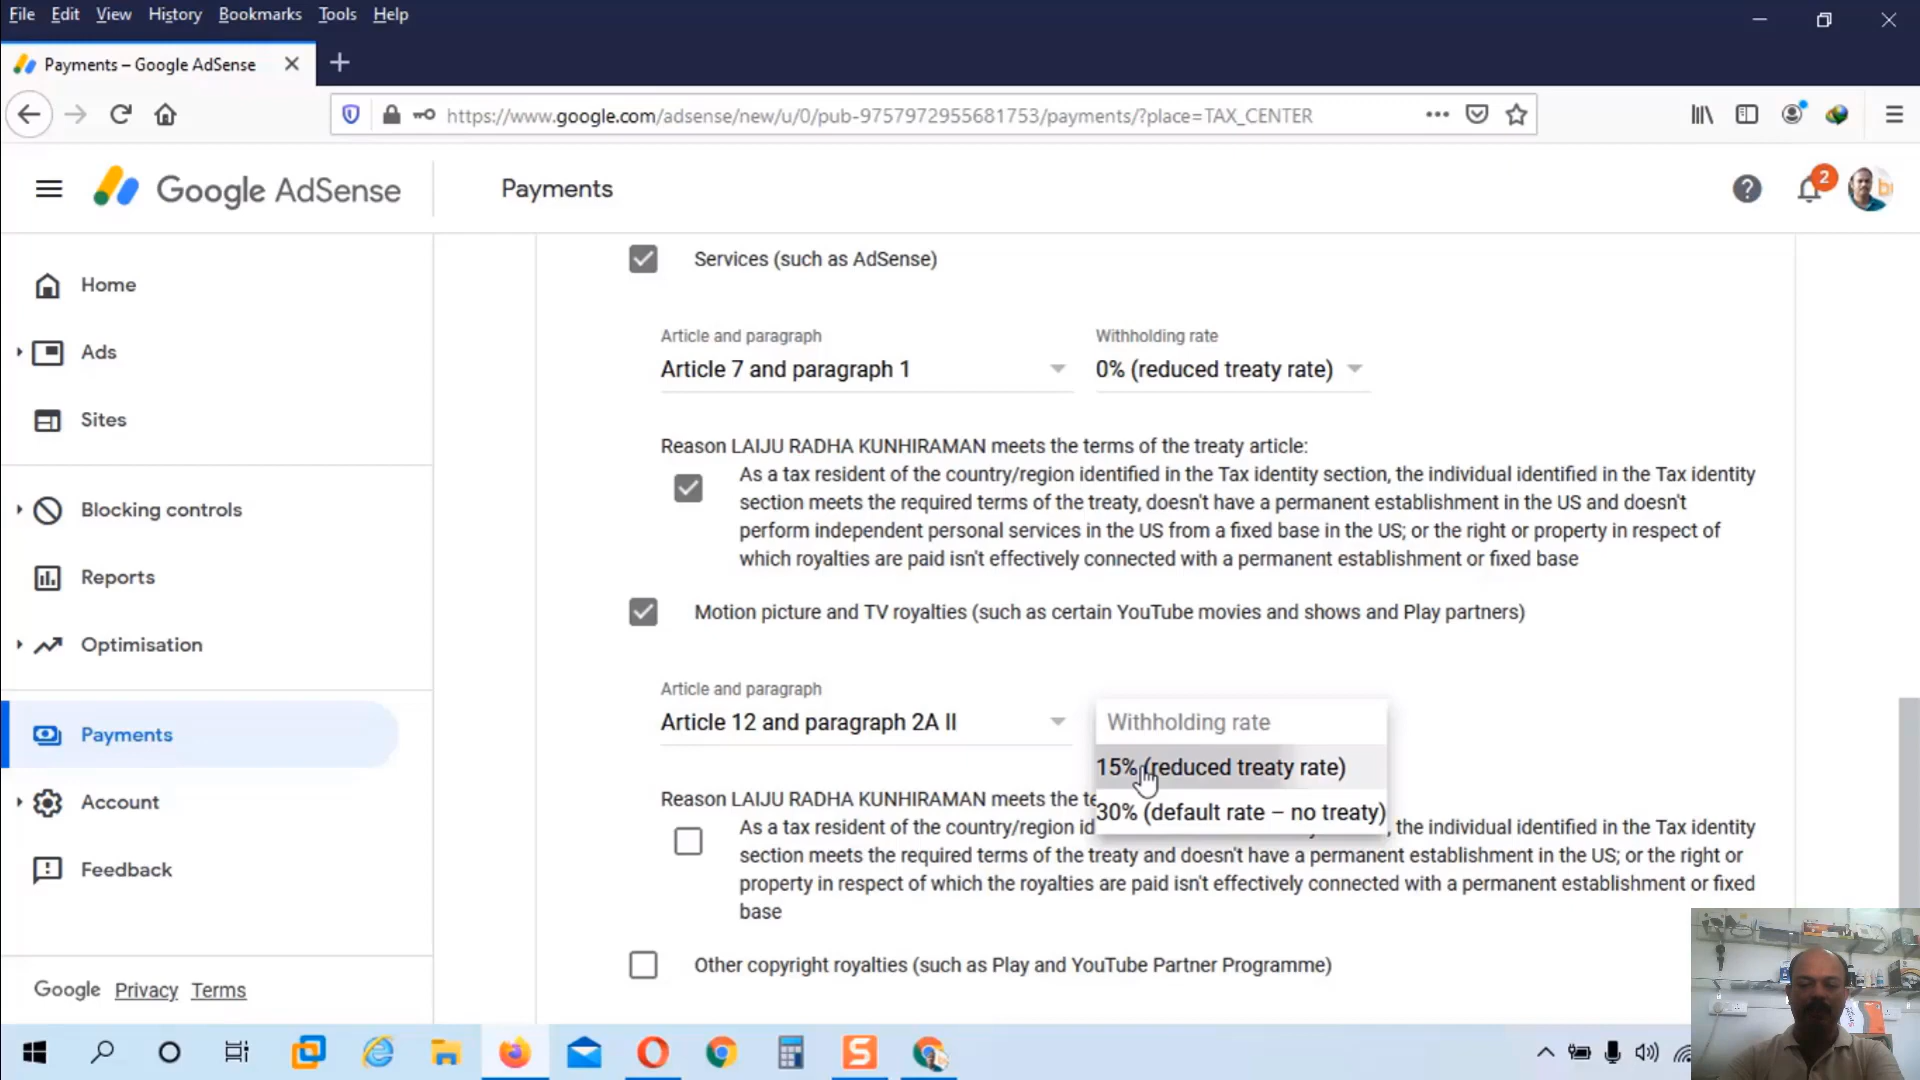 File Edit View History Bookmarks Tools Help
Payments – Google AdSense
https://www.google.com/adsense/new/u/0/pub-9757972955681753/payments/?place=TAX_CENTER
Google AdSense
Payments
2
Home
Ads
Sites
Blocking controls
Reports
Optimisation
Payments
Account
Feedback
Google Privacy Terms
Services (such as AdSense)
Article and paragraph Withholding rate
Article 7 and paragraph 1 0% (reduced treaty rate)
Reason LAIJU RADHA KUNHIRAMAN meets the terms of the treaty article:
As a tax resident of the country/region identified in the Tax identity section, the individual identified in the Tax identity
section meets the required terms of the treaty, doesn't have a permanent establishment in the US and doesn't
perform independent personal services in the US from a fixed base in the US; or the right or property in respect of
which royalties are paid isn't effectively connected with a permanent establishment or fixed base
Motion picture and TV royalties (such as certain YouTube movies and shows and Play partners)
Article and paragraph
Article 12 and paragraph 2A II
Withholding rate
15% (reduced treaty rate)
30% (default rate – no treaty)
Reason LAIJU RADHA KUNHIRAMAN meets the
As a tax resident of the country/region , the individual identified in the Tax identity
section meets the required terms of the treaty and doesn't have a permanent establishment in the US; or the right or
property in respect of which the royalties are paid isn't effectively connected with a permanent establishment or fixed
base
Other copyright royalties (such as Play and YouTube Partner Programme)